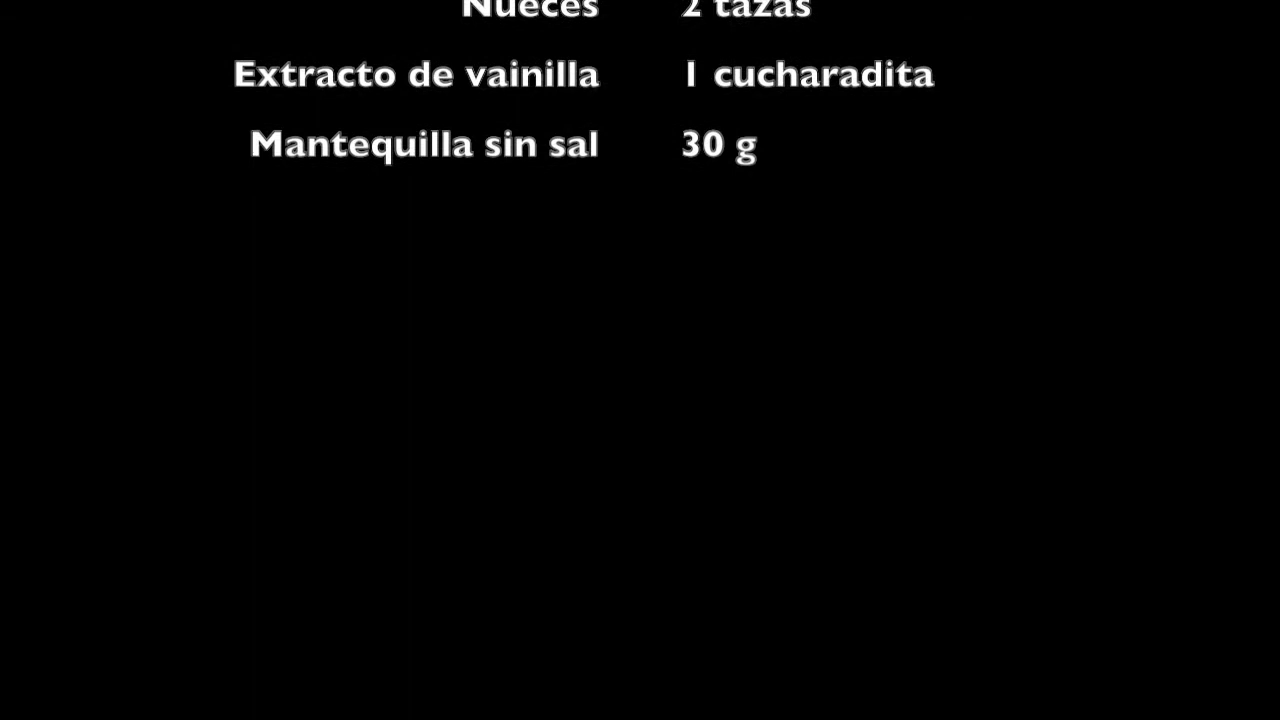 Nueces 2 tazas
Extracto de vainilla 1 cucharadita
Mantequilla sin sal 30 g